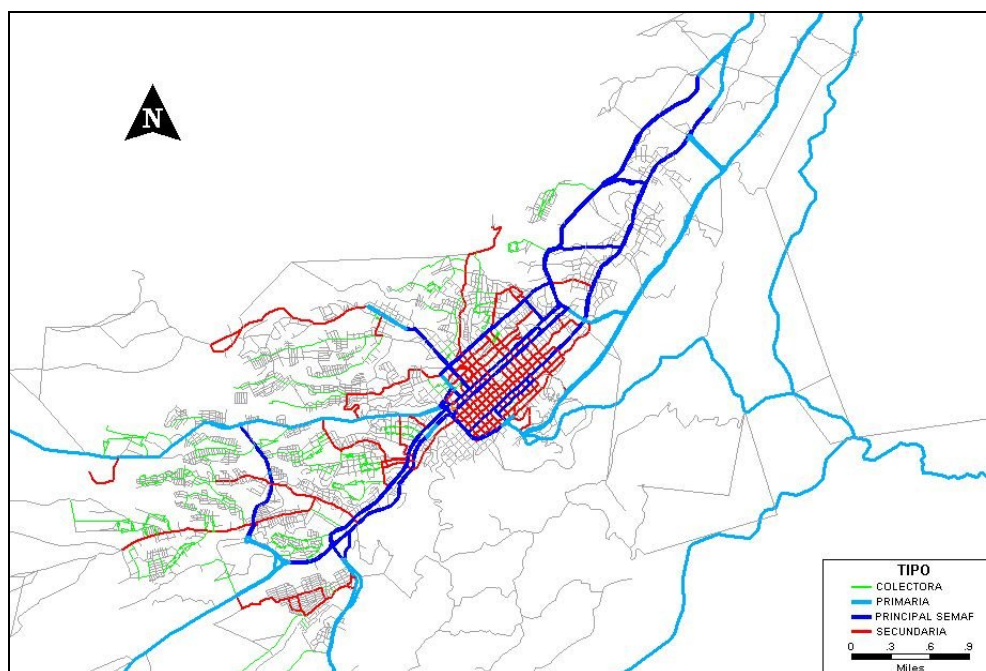 N
TIPO
COLECTORA
PRIMARIA
PRINCIPAL SEMAF
SECUNDARIA
0 .3 .6 .9
Miles